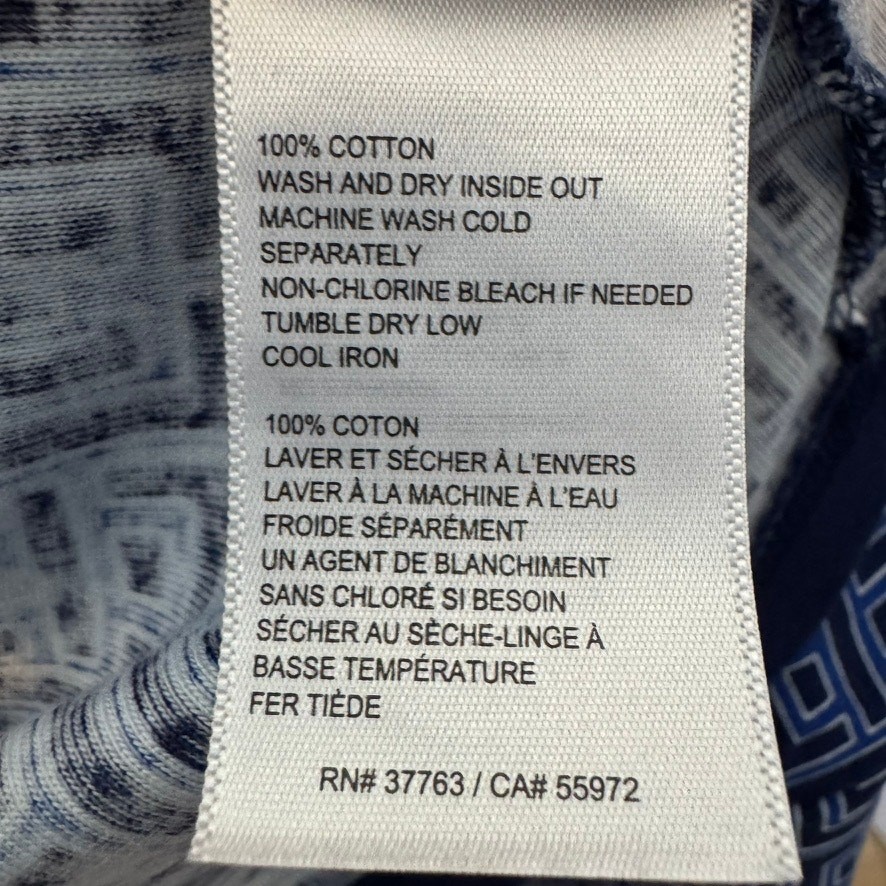 100% COTTON
WASH AND DRY INSIDE OUT
MACHINE WASH COLD
SEPARATELY
NON-CHLORINE BLEACH IF NEEDED
TUMBLE DRY LOW
COOL IRON
100% COTON
LAVER ET SÉCHER À L'ENVERS
LAVER À LA MACHINE À L'EAU
FROIDE SÉPARÉMENT
UN AGENT DE BLANCHIMENT
SANS CHLORÉ SI BESOIN
SÉCHER AU SÈCHE-LINGE À
BASSE TEMPÉRATURE
FER TIÈDE
RN# 37763 / CA# 55972